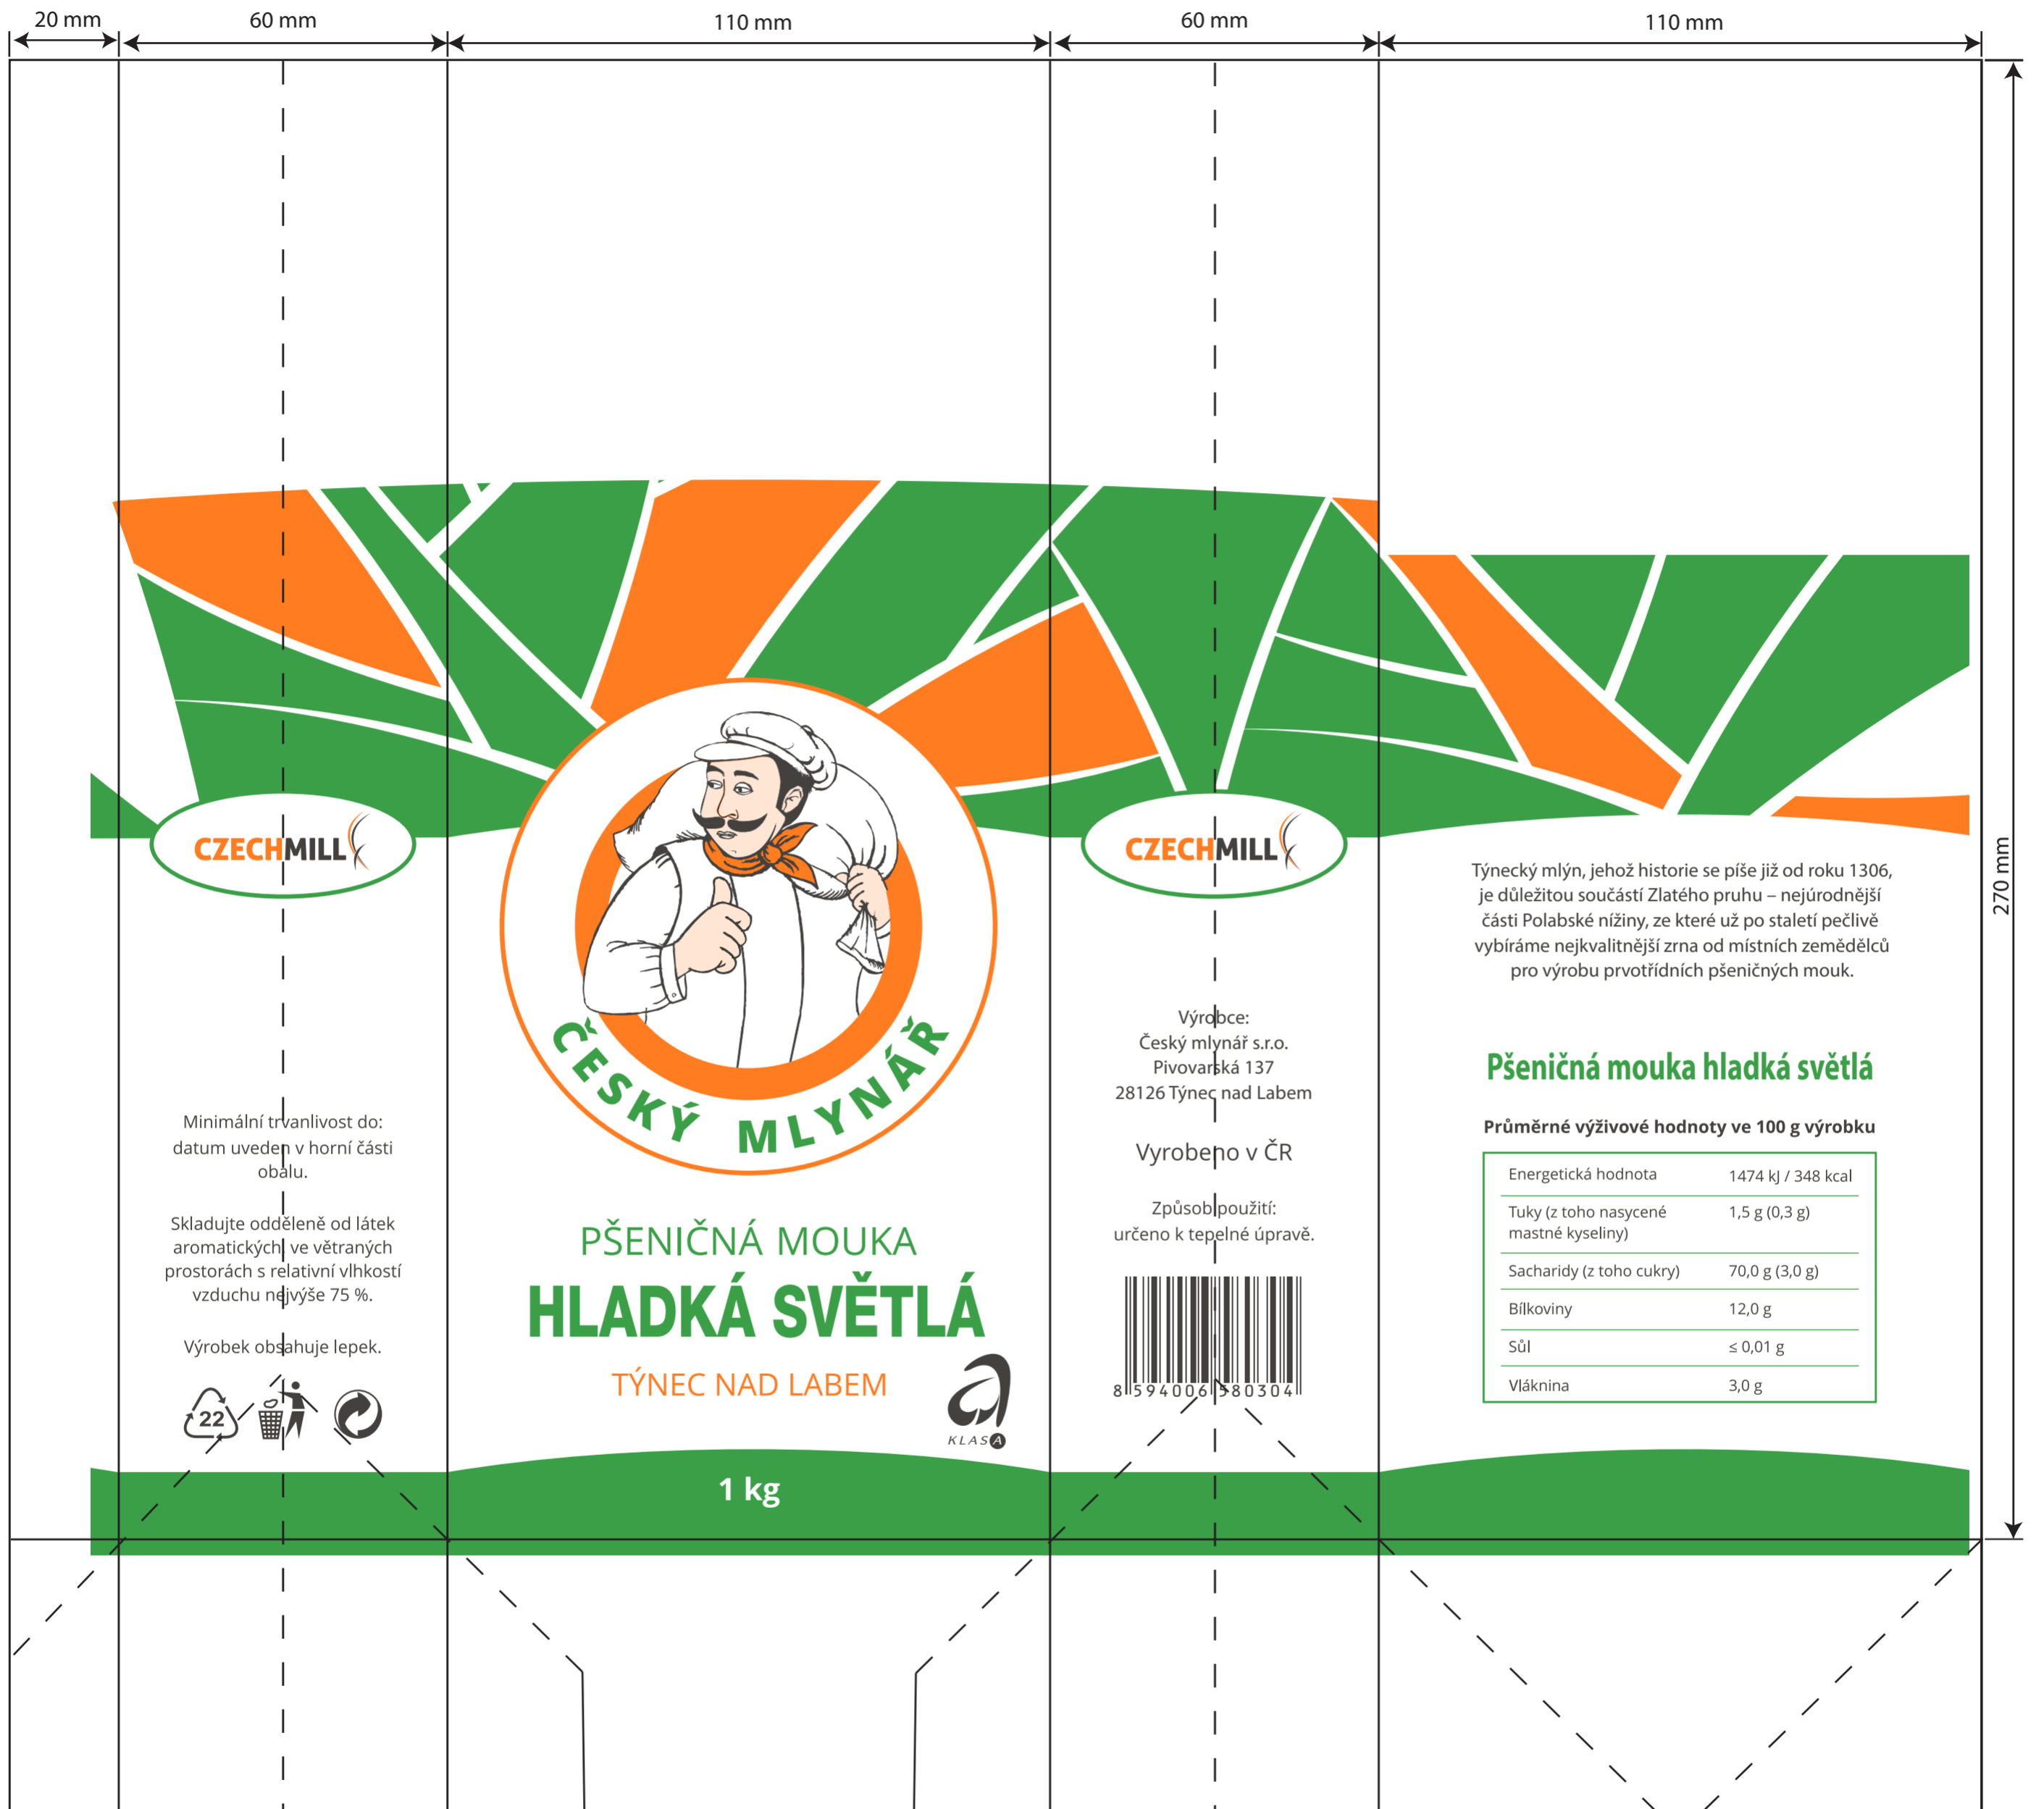 20 mm
60 mm
110 mm
60 mm
110 mm
270 mm
CZECHMILL
Minimální trvanlivost do:
datum uveden v horní části
obalu.
Skladujte odděleně od látek
aromatických, ve větraných
prostorách s relativní vlhkostí
vzduchu nejvýše 75 %.
Výrobek obsahuje lepek.
22
ČESKÝ MLYNÁŘ
PŠENIČNÁ MOUKA
HLADKÁ SVĚTLÁ
TÝNEC NAD LABEM
KLASA
1 kg
CZECHMILL
Výrobce:
Český mlynář s.r.o.
Pivovarská 137
28126 Týnec nad Labem
Vyrobeno v ČR
Způsob použití:
určeno k tepelné úpravě.
8 594006 580304
Týnecký mlýn, jehož historie se píše již od roku 1306,
je důležitou součástí Zlatého pruhu – nejúrodnější
části Polabské nížiny, ze které už po staletí pečlivě
vybíráme nejkvalitnější zrna od místních zemědělců
pro výrobu prvotřídních pšeničných mouk.
Pšeničná mouka hladká světlá
Průměrné výživové hodnoty ve 100 g výrobku
Energetická hodnota 1474 kJ / 348 kcal
Tuky (z toho nasycené 1,5 g (0,3 g)
mastné kyseliny)
Sacharidy (z toho cukry) 70,0 g (3,0 g)
Bílkoviny 12,0 g
Sůl ≤ 0,01 g
Vláknina 3,0 g